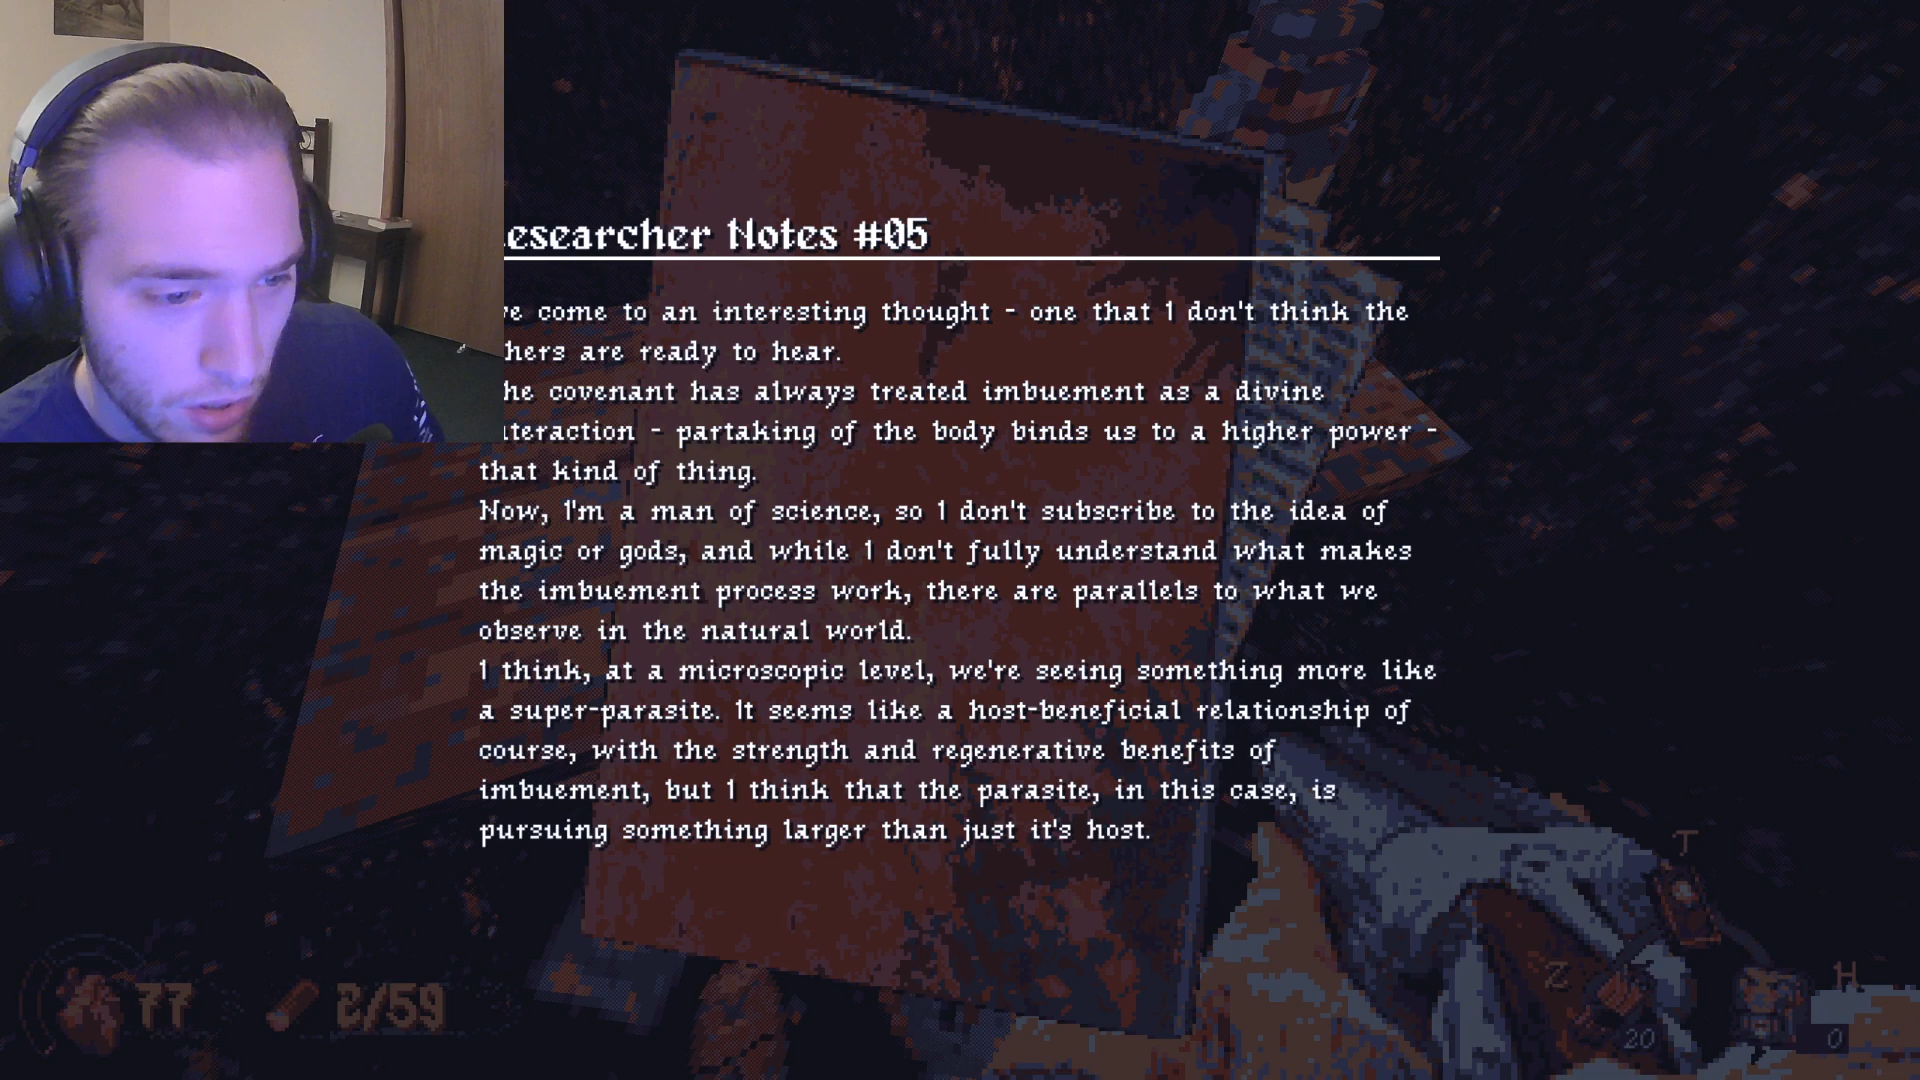 esearcher Notes #05
ve come to an interesting thought - one that I don't think the
hers are ready to hear.
he covenant has always treated imbuement as a divine
teraction - partaking of the body binds us to a higher power -
that kind of thing.
Now, I'm a man of science, so I don't subscribe to the idea of
magic or gods, and while I don't fully understand what makes
the imbuement process work, there are parallels to what we
observe in the natural world.
I think, at a microscopic level, we're seeing something more like
a super-parasite. It seems like a host-beneficial relationship of
course, with the strength and regenerative benefits of
imbuement, but I think that the parasite, in this case, is
pursuing something larger than just it's host.
T
Z
H
77
2/59
20
0